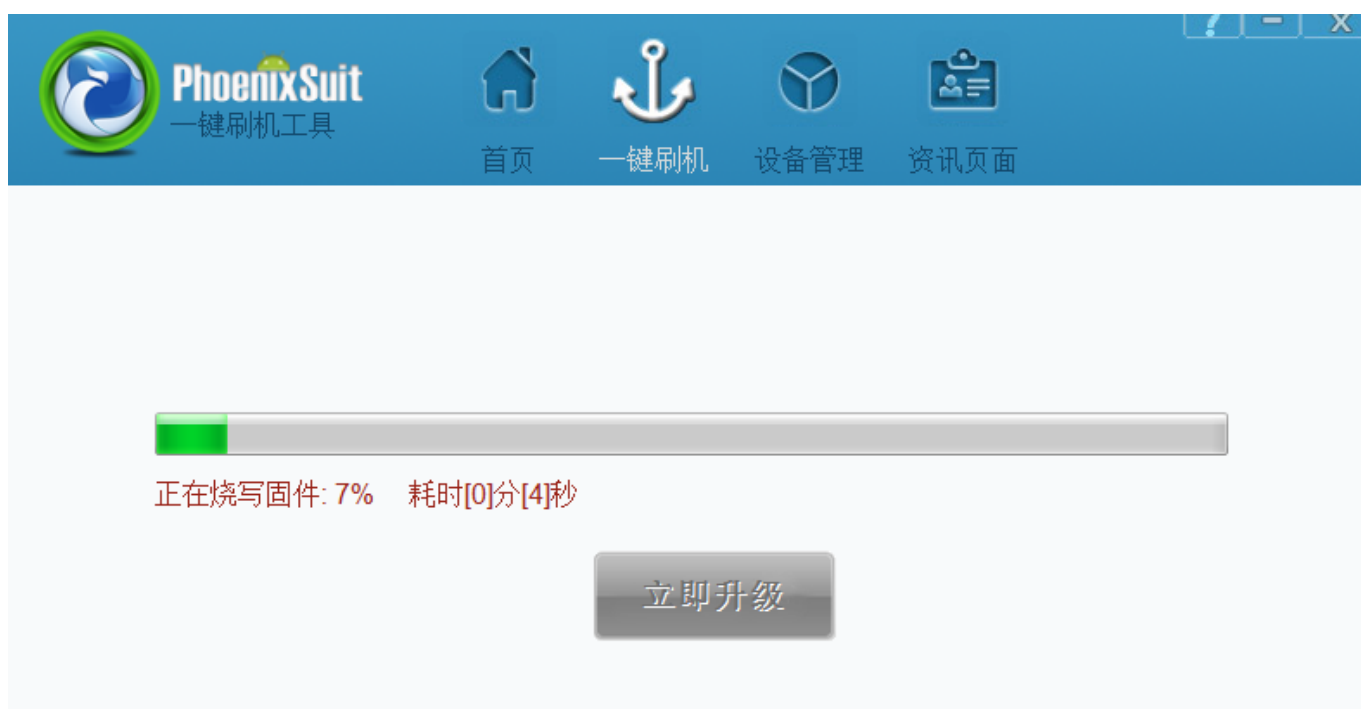 ? - X
PhoenixSuit
一键刷机工具
首页 一键刷机 设备管理 资讯页面
正在烧写固件: 7% 耗时[0]分[4]秒
立即升级